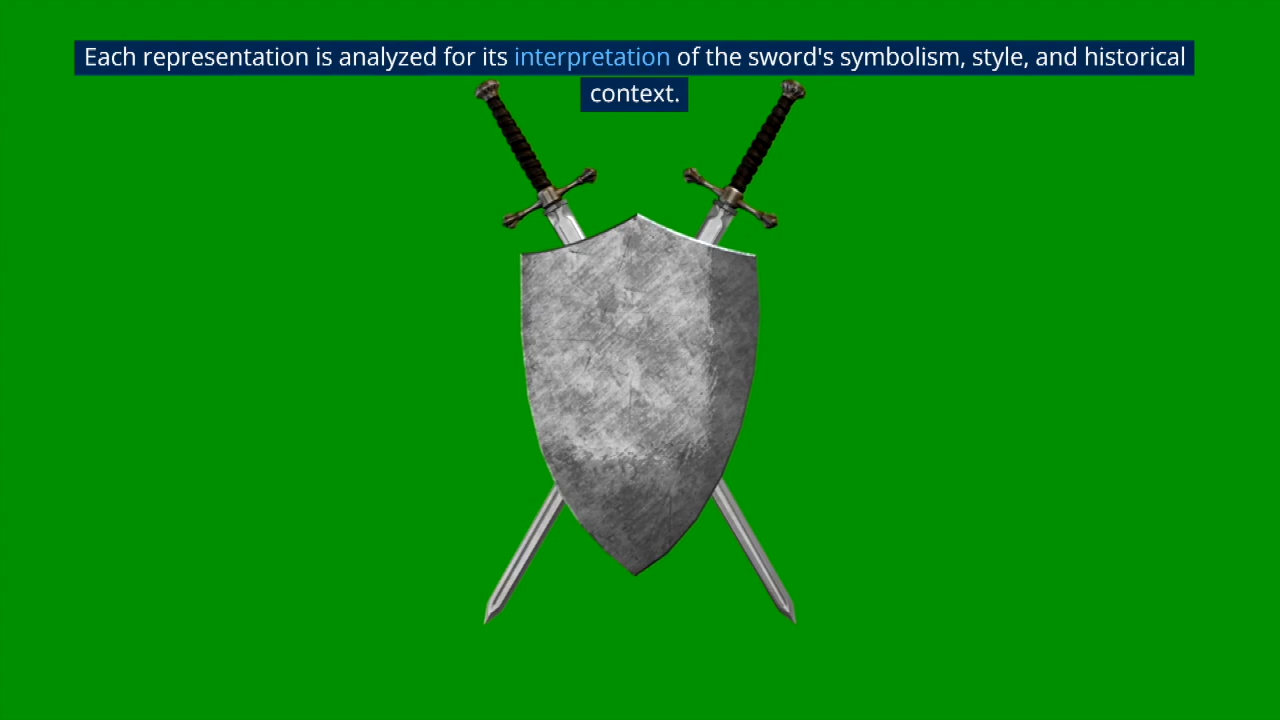 Each representation is analyzed for its interpretation of the sword's symbolism, style, and historical
context.